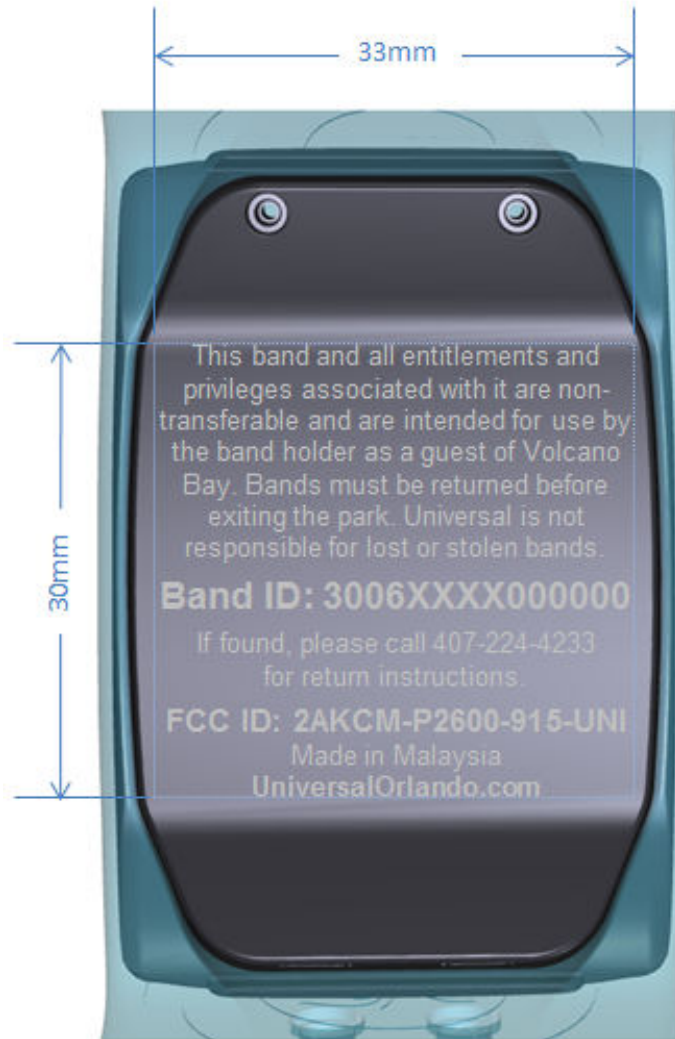 33mm
30mm
This band and all entitlements and
privileges associated with it are non-
transferable and are intended for use by
the band holder as a guest of Volcano
Bay. Bands must be returned before
exiting the park. Universal is not
responsible for lost or stolen bands.
Band ID: 3006XXXX000000
If found, please call 407-224-4233
for return instructions.
FCC ID: 2AKCM-P2600-915-UNI
Made in Malaysia
UniversalOrlando.com